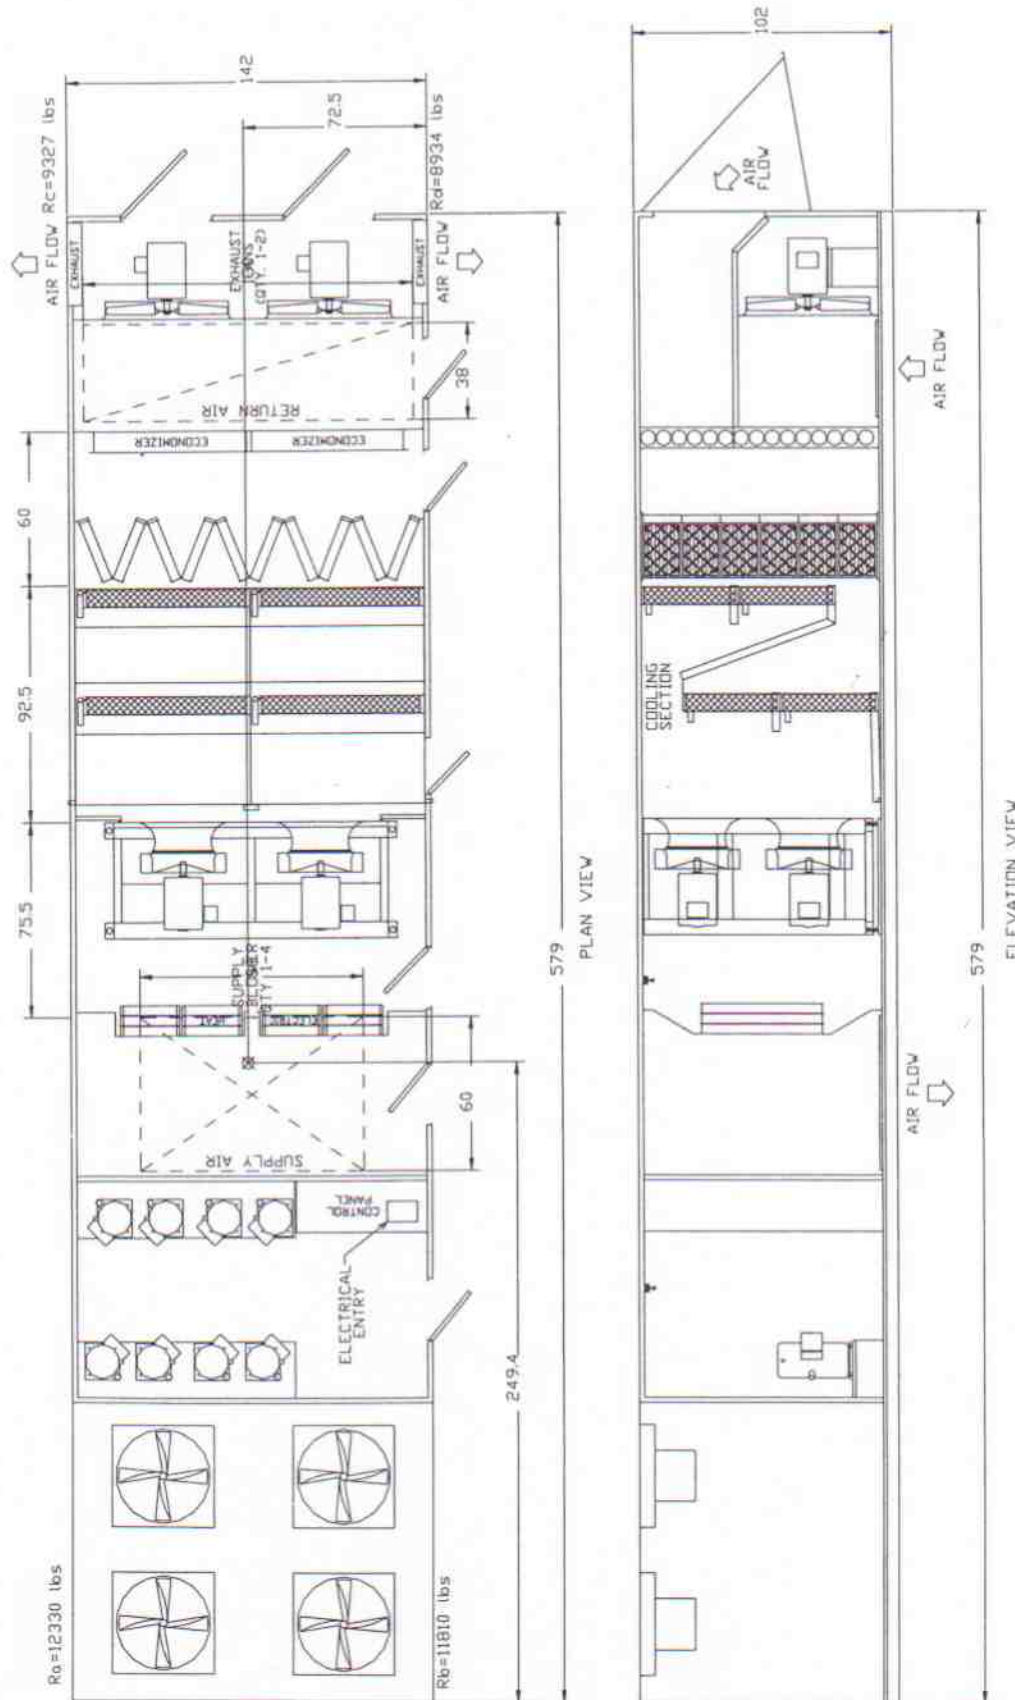 142
72.5
AIR FLOW Rc=9327 lbs
EXHAUST
EXHAUST
FANS
(QTY. 1-2)
EXHAUST
AIR FLOW Rd=8934 lbs
RETURN AIR
38
ECONOMIZER
ECONOMIZER
60
92.5
75.5
SUPPLY
BLOWER
QTY 1-4
HEAT
ELECTRIC
SUPPLY AIR
60
CONTROL
PANEL
ELECTRICAL
ENTRY
249.4
Ra=12330 lbs
Rb=11810 lbs
579
PLAN VIEW
102
AIR
FLOW
AIR FLOW
COOLING
SECTION
AIR FLOW
579
ELEVATION VIEW